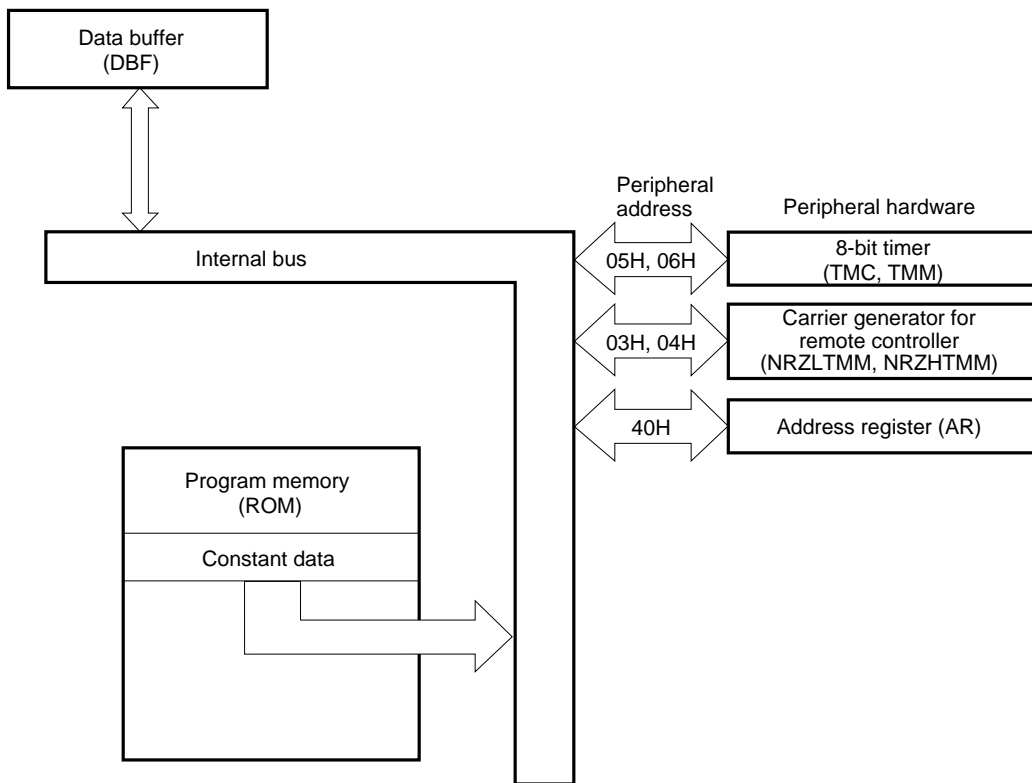 Data buffer
(DBF)
Peripheral
address
Peripheral hardware
Internal bus
05H, 06H
8-bit timer
(TMC, TMM)
03H, 04H
Carrier generator for
remote controller
(NRZLTMM, NRZHTMM)
40H
Address register (AR)
Program memory
(ROM)
Constant data